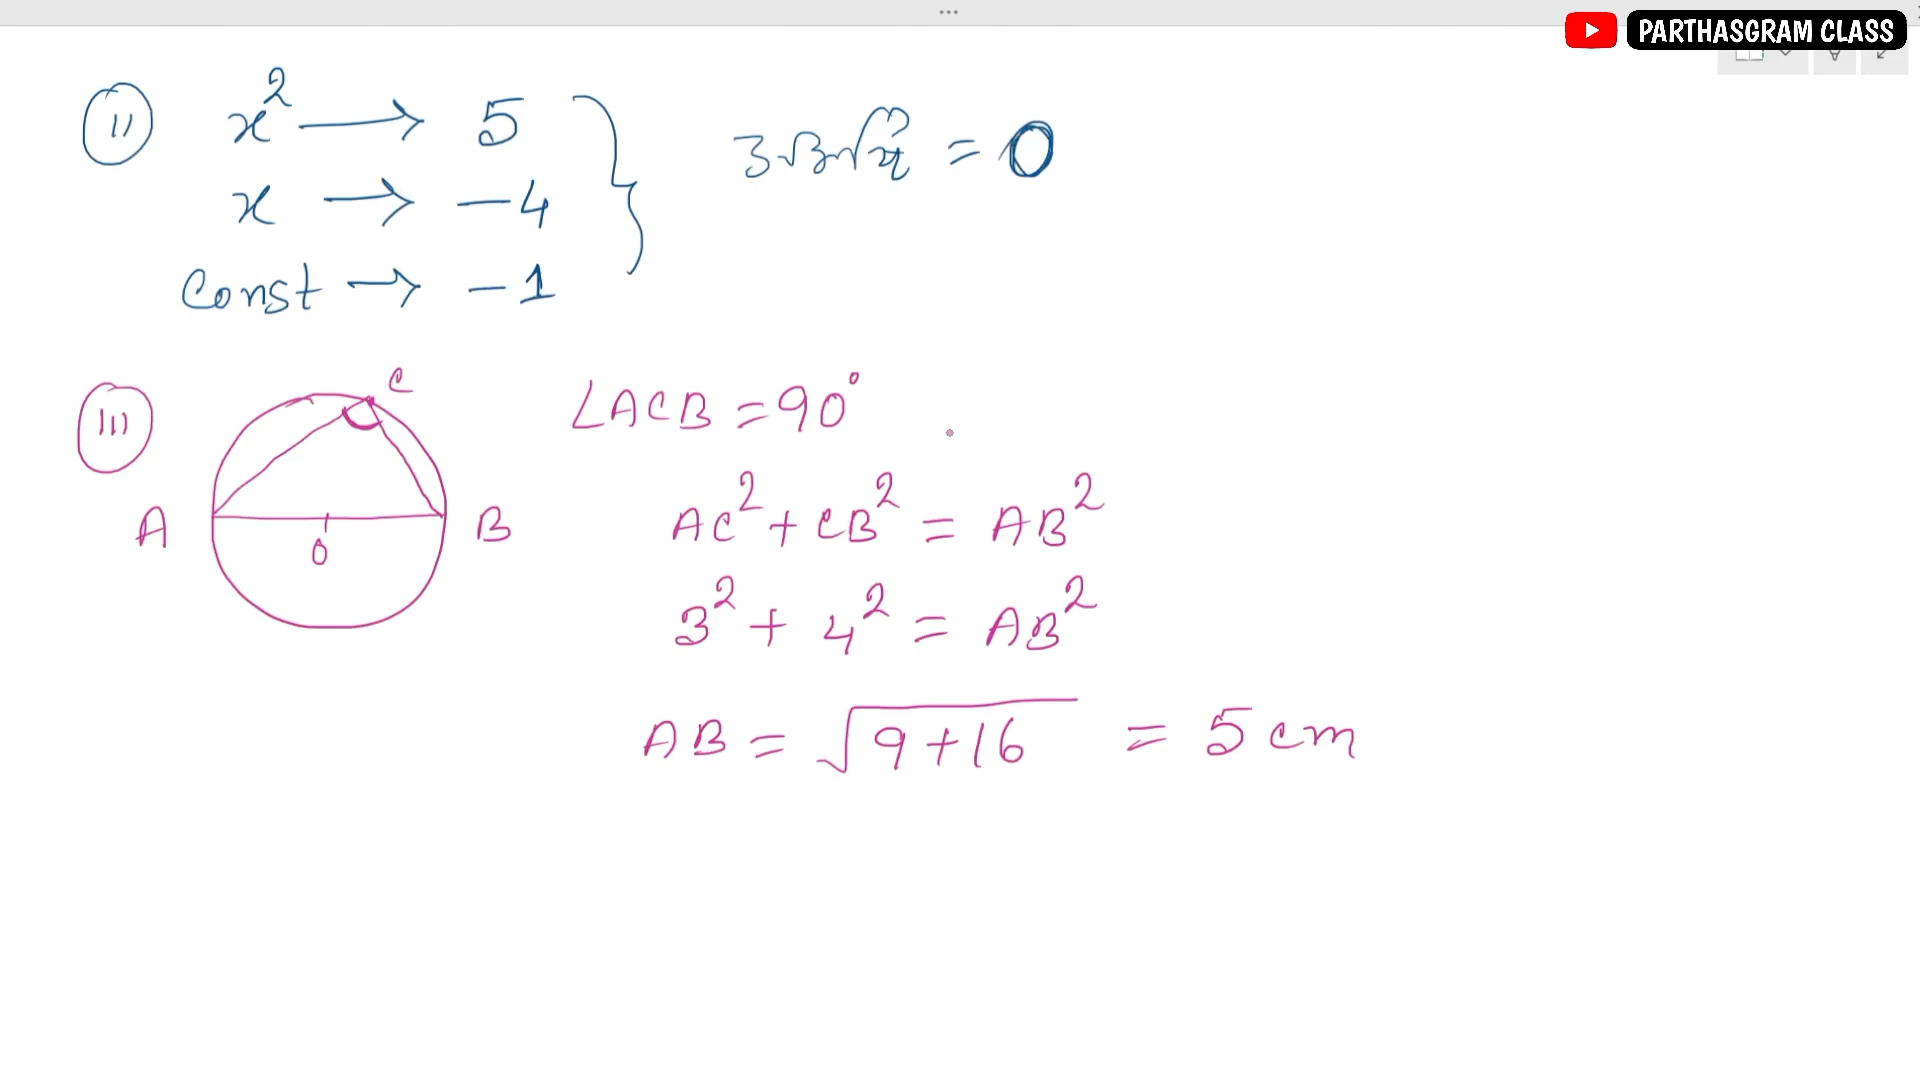 PARTHASGRAM CLASS
(ii) x² → 5
x → -4
Const → -1
যোগফল = 0
(iii)
C
A
O
B
∠ACB = 90°
AC² + CB² = AB²
3² + 4² = AB²
AB = √9+16 = 5 cm